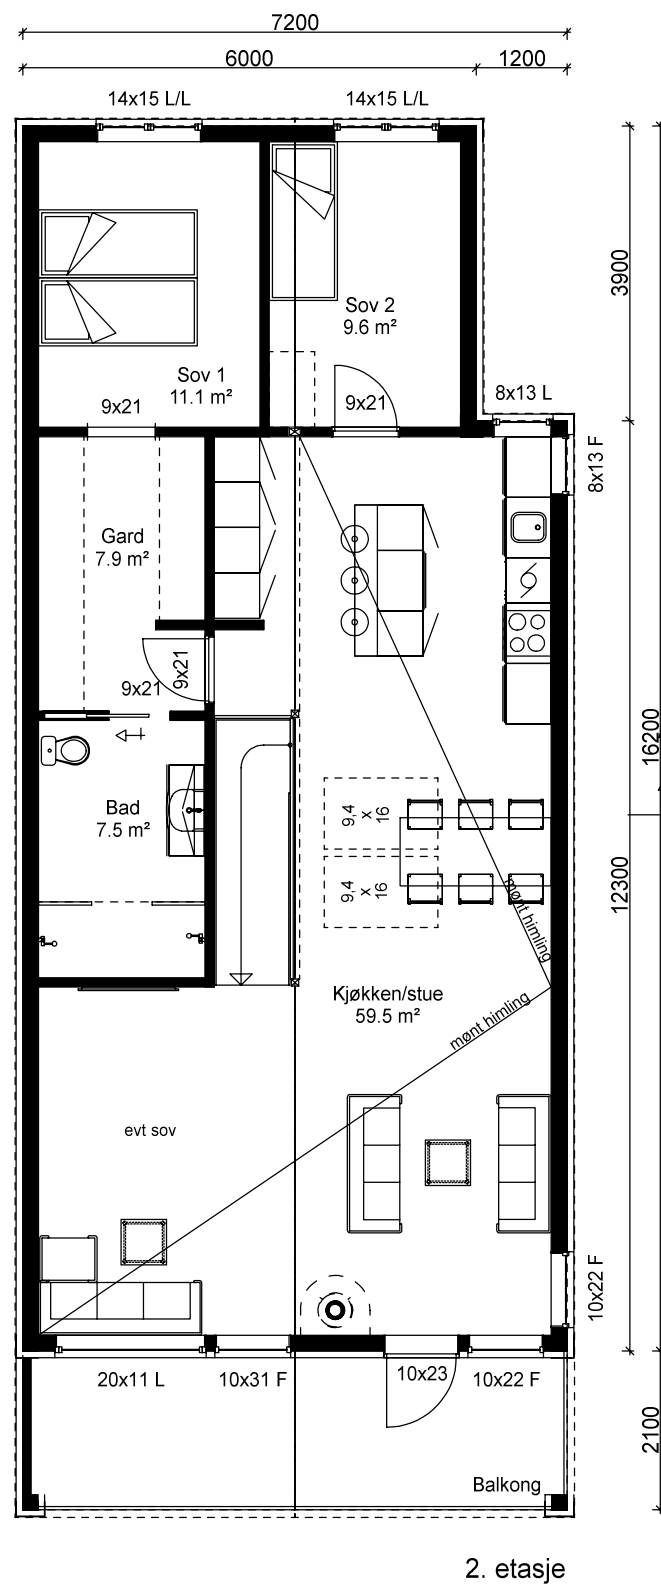 7200
6000
1200
14x15 L/L
14x15 L/L
3900
Sov 2
9.6 m²
Sov 1
11.1 m²
9x21
9x21
8x13 L
8x13 F
Gard
7.9 m²
9x21
9x21
16200
Bad
7.5 m²
9,4
x
16
9,4
x
16
12300
mønt himling
Kjøkken/stue
59.5 m²
mønt himling
evt sov
10x22 F
20x11 L
10x31 F
10x23
10x22 F
2100
Balkong
2. etasje